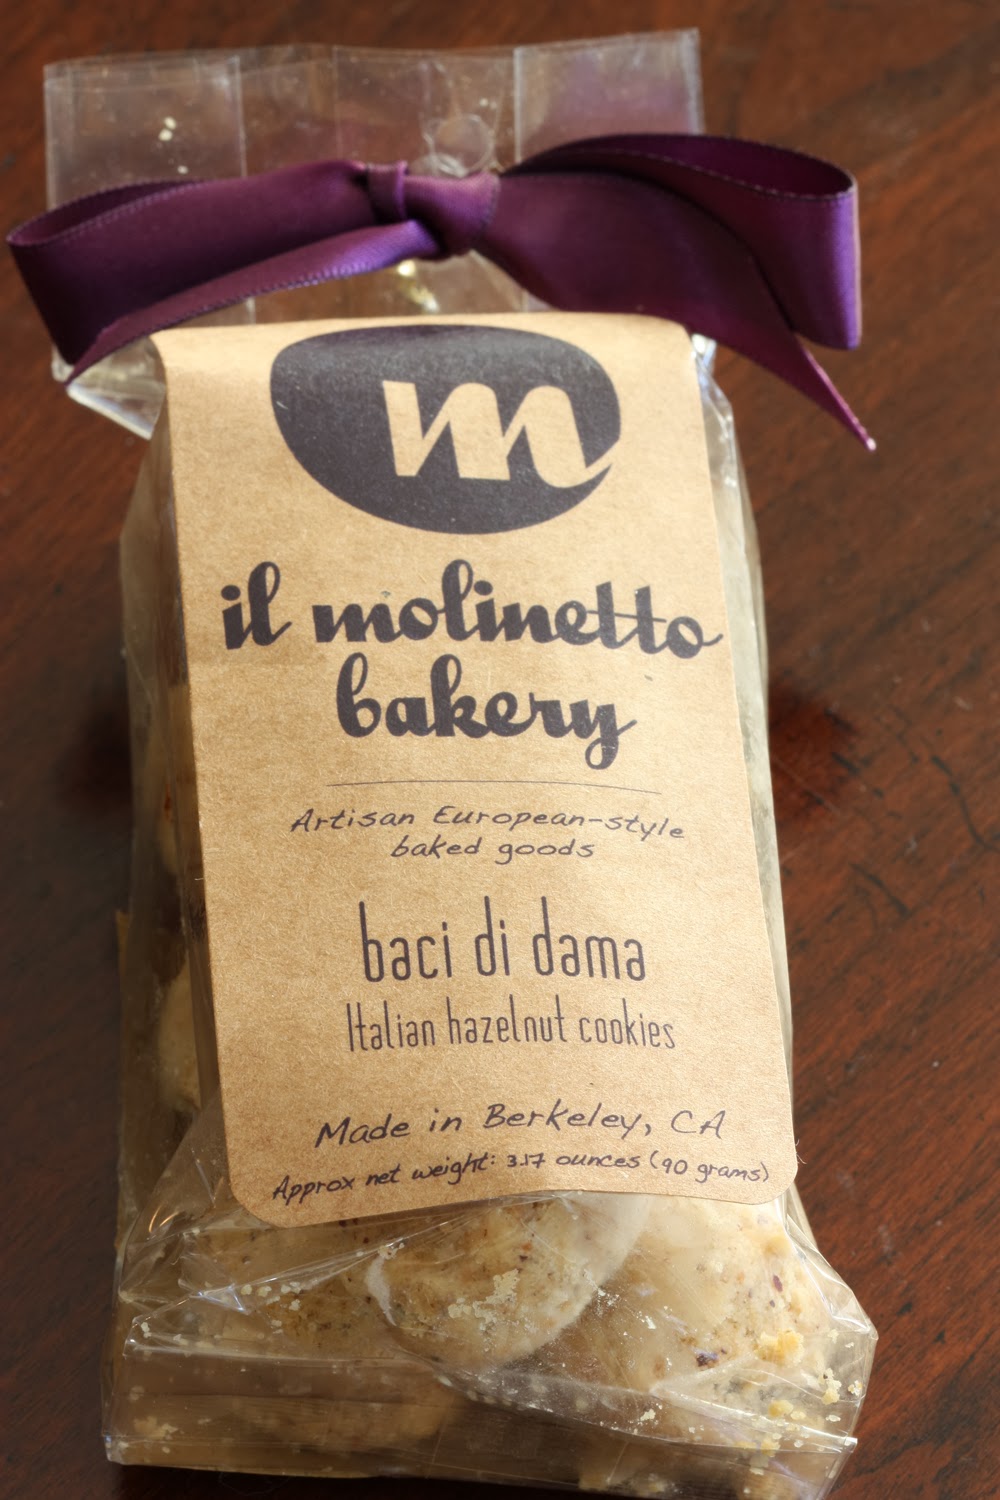 m
il molinetto
bakery
Artisan European-style
baked goods
baci di dama
Italian hazelnut cookies
Made in Berkeley, CA
Approx net weight: 3.17 ounces (90 grams)